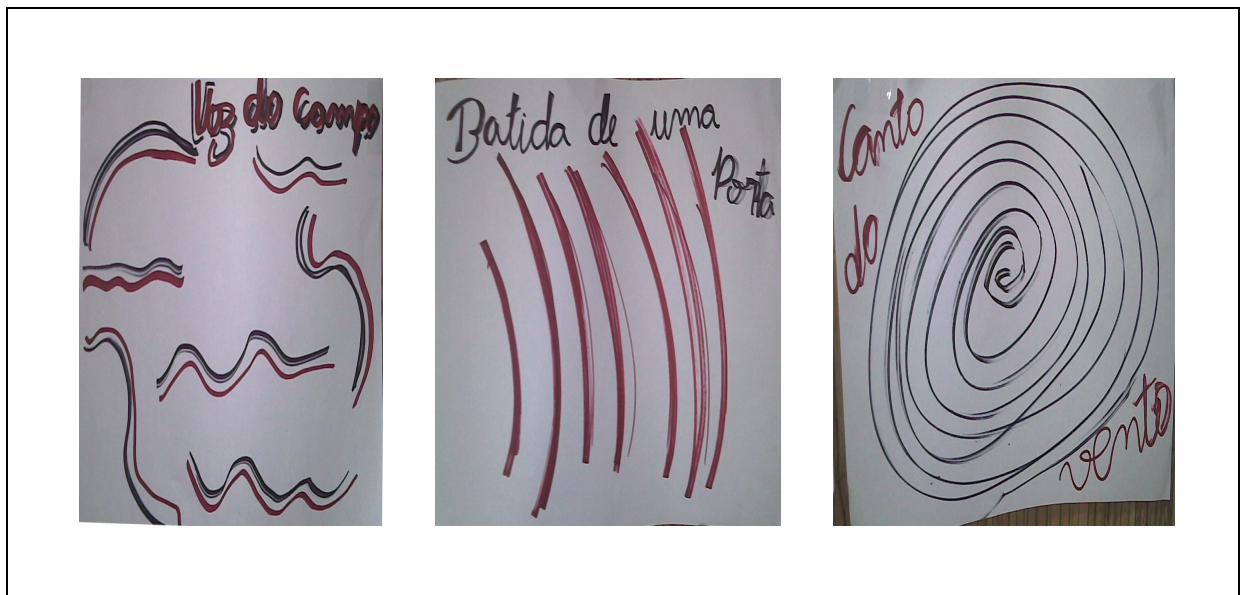 Voz do campo
Batida de uma
Porta
Canto
do
vento